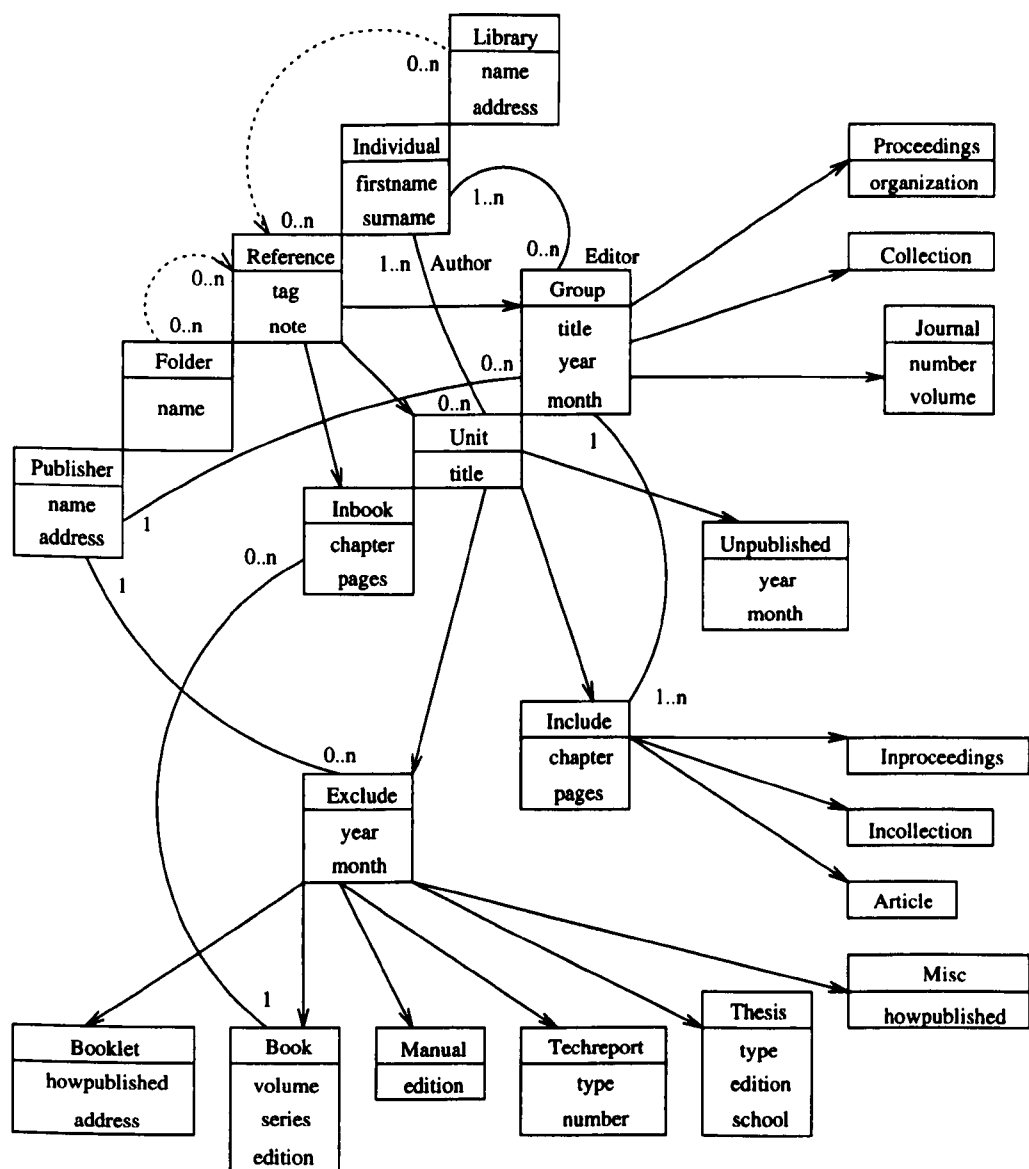 Library
0..n
name
address
Individual
Proceedings
firstname
1..n
organization
surname
0..n
Reference
1..n
Author
0..n
Editor
Collection
0..n
Group
tag
note
title
Journal
0..n
Folder
year
number
0..n
volume
name
month
0..n
Unit
1
Publisher
title
name
Inbook
1
address
0..n
chapter
Unpublished
1
pages
year
month
1..n
Include
0..n
chapter
Inproceedings
Exclude
pages
year
Incollection
month
Article
Misc
1
Thesis
howpublished
Booklet
Book
Manual
Techreport
type
howpublished
volume
edition
type
edition
address
series
number
school
edition